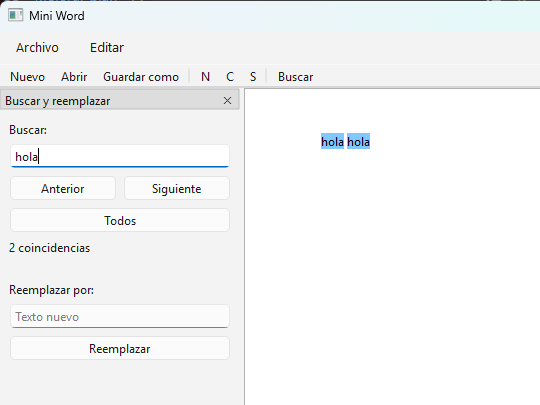 Mini Word
Archivo Editar
Nuevo Abrir Guardar como N C S Buscar
Buscar y reemplazar
Buscar:
hola
Anterior Siguiente
Todos
2 coincidencias
Reemplazar por:
Texto nuevo
Reemplazar
hola hola